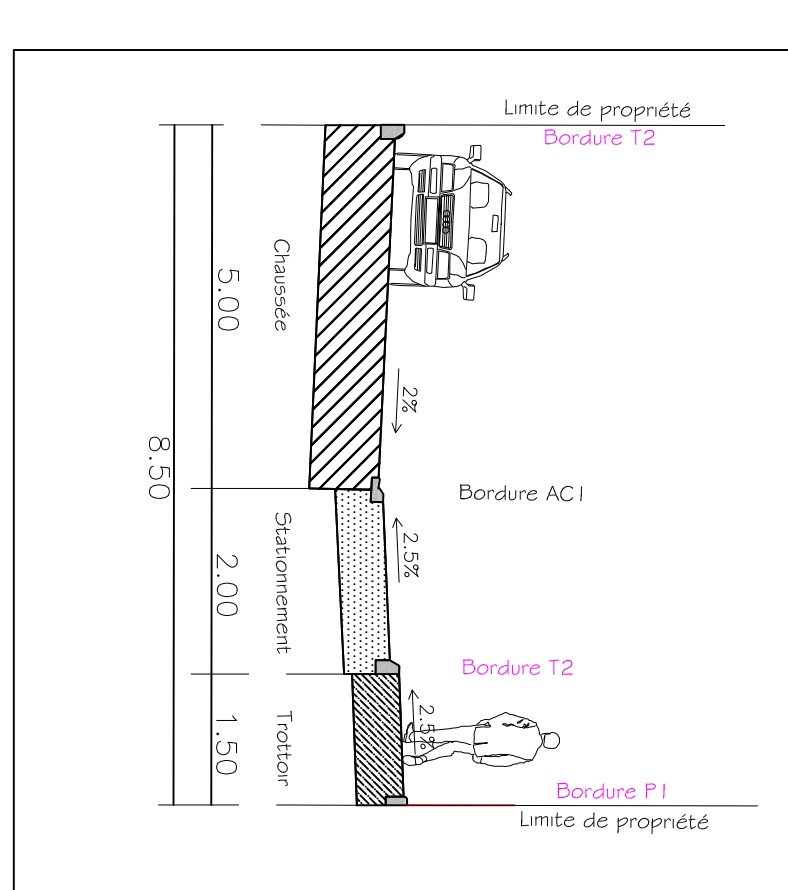 Limite de propriété
Bordure T2
Chaussée
5.00
2%
8.50
Bordure AC1
Stationnement
2.00
2.5%
Bordure T2
Trottoir
1.50
2.5%
Bordure P1
Limite de propriété